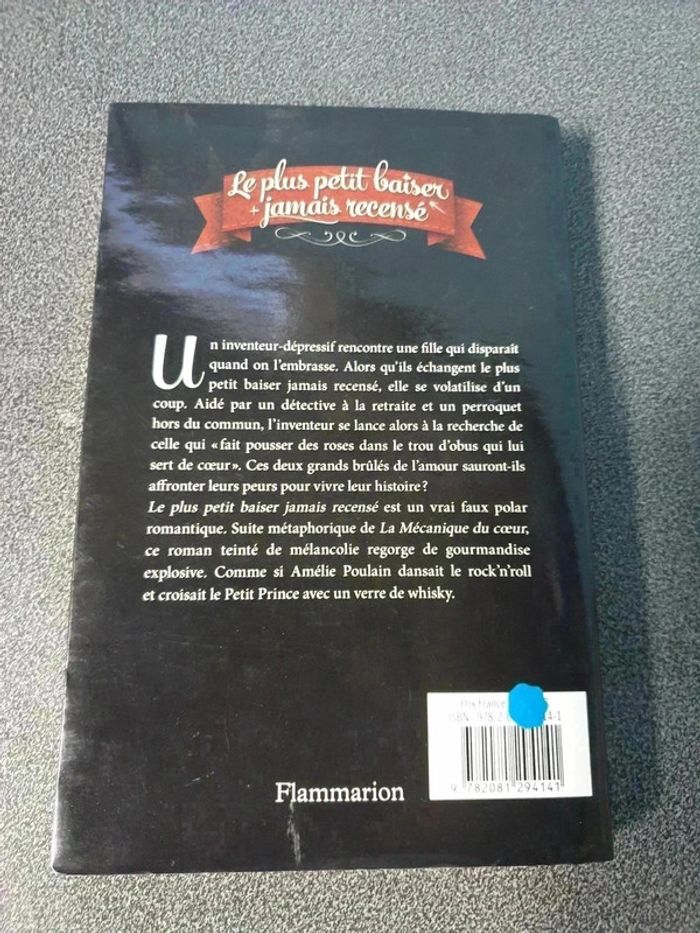 Le plus petit baiser
+ jamais recensé
Un inventeur-dépressif rencontre une fille qui disparaît
quand on l'embrasse. Alors qu'ils échangent le plus
petit baiser jamais recensé, elle se volatilise d'un
coup. Aidé par un détective à la retraite et un perroquet
hors du commun, l'inventeur se lance alors à la recherche de
celle qui « fait pousser des roses dans le trou d'obus qui lui
sert de cœur ». Ces deux grands brûlés de l'amour sauront-ils
affronter leurs peurs pour vivre leur histoire ?
Le plus petit baiser jamais recensé est un vrai faux polar
romantique. Suite métaphorique de La Mécanique du cœur,
ce roman teinté de mélancolie regorge de gourmandise
explosive. Comme si Amélie Poulain dansait le rock'n'roll
et croisait le Petit Prince avec un verre de whisky.
Prix France
ISBN : 978-2-
Flammarion
9 782081 294141